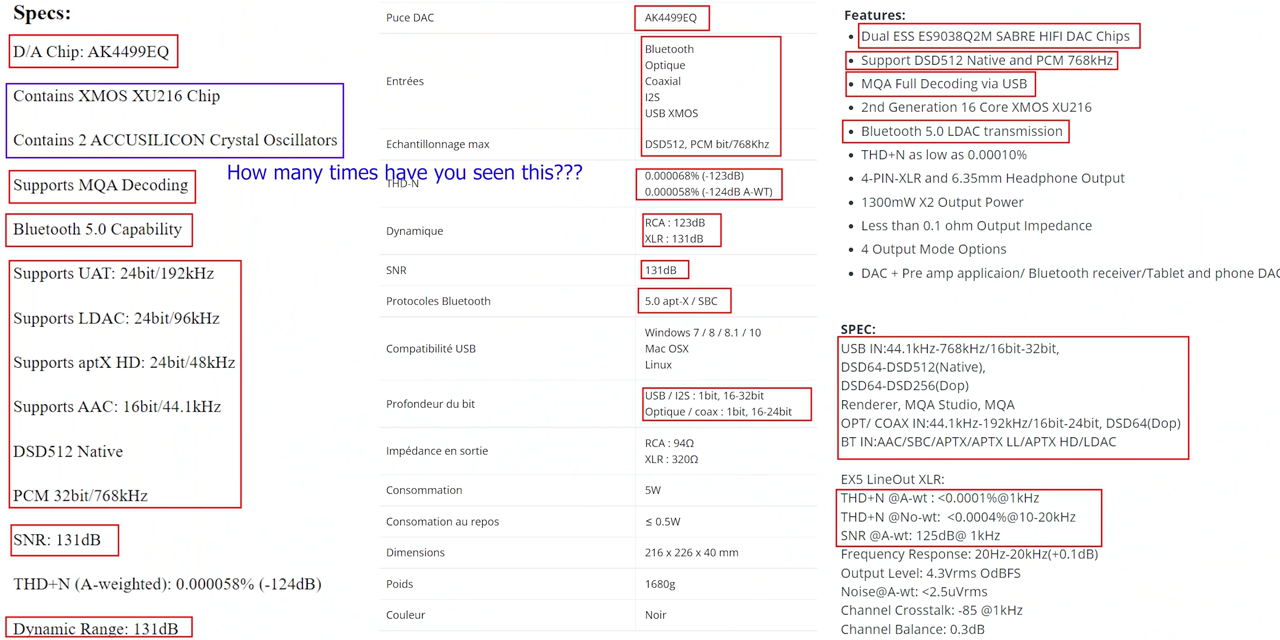 Specs:
D/A Chip: AK4499EQ
Contains XMOS XU216 Chip
Contains 2 ACCUSILICON Crystal Oscillators
Supports MQA Decoding
Bluetooth 5.0 Capability
Supports UAT: 24bit/192kHz
Supports LDAC: 24bit/96kHz
Supports aptX HD: 24bit/48kHz
Supports AAC: 16bit/44.1kHz
DSD512 Native
PCM 32bit/768kHz
SNR: 131dB
THD+N (A-weighted): 0.000058% (-124dB)
Dynamic Range: 131dB
How many times have you seen this???
Puce DAC AK4499EQ
Entrées Bluetooth
Optique
Coaxial
I2S
USB XMOS
Echantillonnage max DSD512, PCM bit/768Khz
THD-N 0.000068% (-123dB)
0.000058% (-124dB A-WT)
Dynamique RCA : 123dB
XLR : 131dB
SNR 131dB
Protocoles Bluetooth 5.0 apt-X / SBC
Compatibilité USB Windows 7 / 8 / 8.1 / 10
Mac OSX
Linux
Profondeur du bit USB / I2S : 1bit, 16-32bit
Optique / coax : 1bit, 16-24bit
Impédance en sortie RCA : 94Ω
XLR : 320Ω
Consommation 5W
Consomation au repos ≤ 0.5W
Dimensions 216 x 226 x 40 mm
Poids 1680g
Couleur Noir
Features:
• Dual ESS ES9038Q2M SABRE HIFI DAC Chips
• Support DSD512 Native and PCM 768kHz
• MQA Full Decoding via USB
• 2nd Generation 16 Core XMOS XU216
• Bluetooth 5.0 LDAC transmission
• THD+N as low as 0.00010%
• 4-PIN-XLR and 6.35mm Headphone Output
• 1300mW X2 Output Power
• Less than 0.1 ohm Output Impedance
• 4 Output Mode Options
• DAC + Pre amp applicaion/ Bluetooth receiver/Tablet and phone DAC
SPEC:
USB IN:44.1kHz-768kHz/16bit-32bit,
DSD64-DSD512(Native),
DSD64-DSD256(Dop)
Renderer, MQA Studio, MQA
OPT/ COAX IN:44.1kHz-192kHz/16bit-24bit, DSD64(Dop)
BT IN:AAC/SBC/APTX/APTX LL/APTX HD/LDAC
EX5 LineOut XLR:
THD+N @A-wt : <0.0001%@1kHz
THD+N @No-wt: <0.0004%@10-20kHz
SNR @A-wt: 125dB@ 1kHz
Frequency Response: 20Hz-20kHz(+0.1dB)
Output Level: 4.3Vrms OdBFS
Noise@A-wt: <2.5uVrms
Channel Crosstalk: -85 @1kHz
Channel Balance: 0.3dB